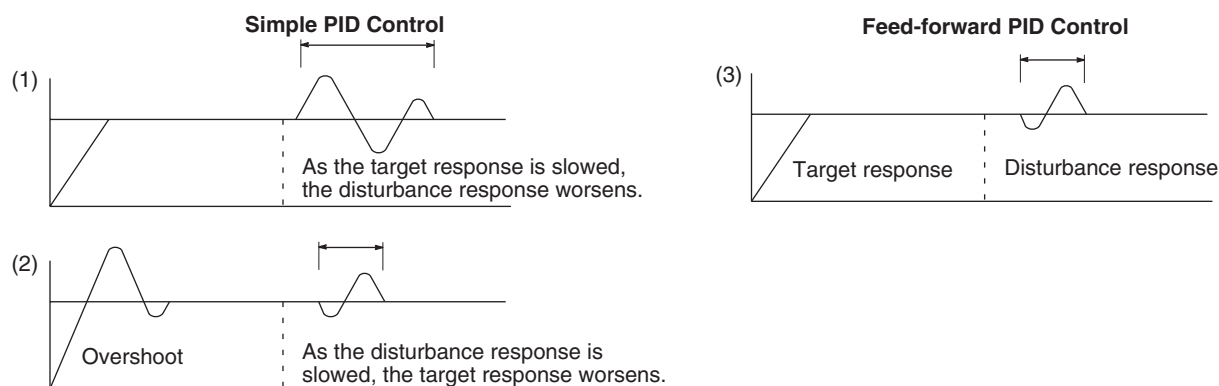 Simple PID Control
(1)
As the target response is slowed,
the disturbance response worsens.
(2)
Overshoot
As the disturbance response is
slowed, the target response worsens.
Feed-forward PID Control
(3)
Target response
Disturbance response